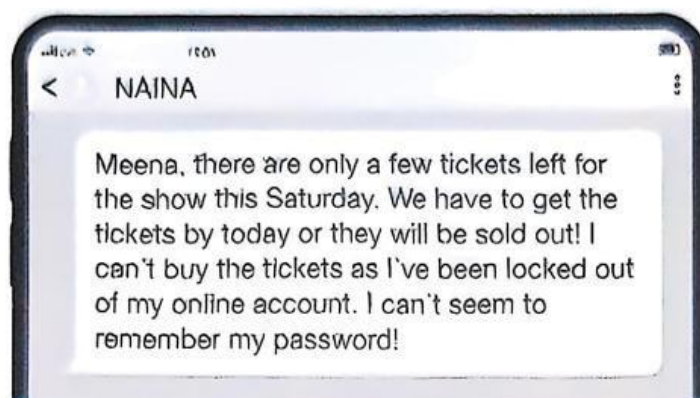 < NAINA
Meena, there are only a few tickets left for
the show this Saturday. We have to get the
tickets by today or they will be sold out! I
can't buy the tickets as I've been locked out
of my online account. I can't seem to
remember my password!